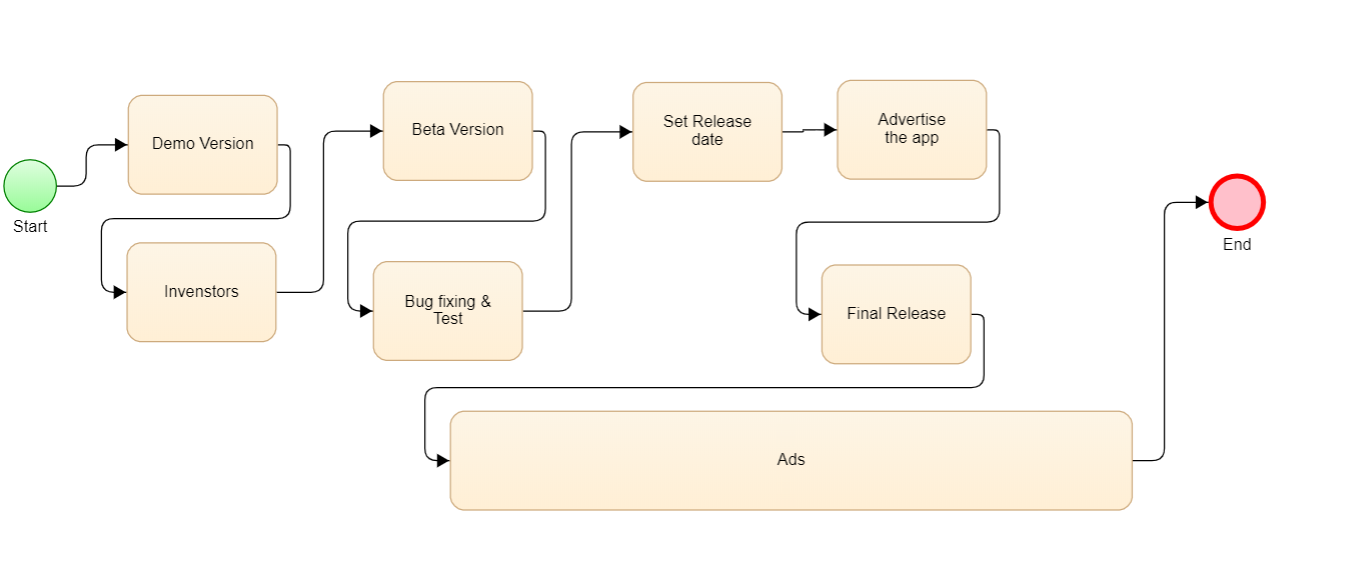 Start
Demo Version
Invenstors
Beta Version
Bug fixing &
Test
Set Release
date
Advertise
the app
Final Release
Ads
End